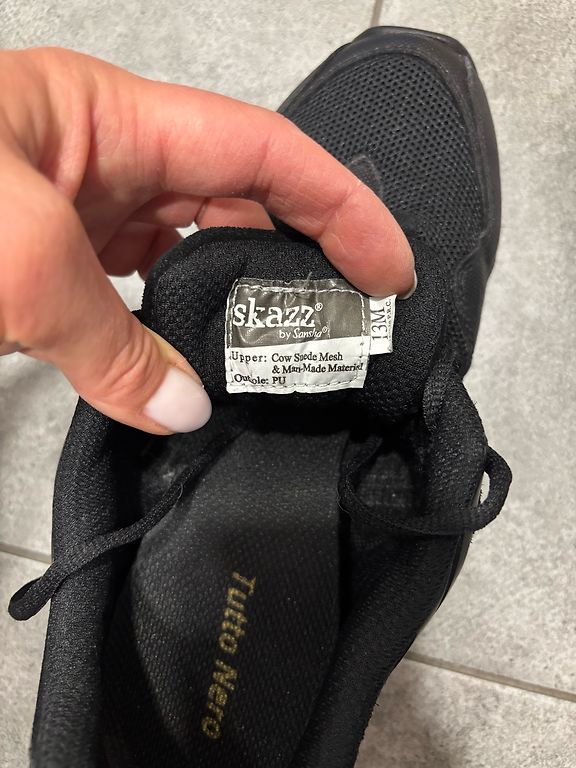 skazz®
by Sansha®
Upper: Cow Suede Mesh
& Man-Made Material
Outsole: PU
13M
P.R.C.
Tutto Nero